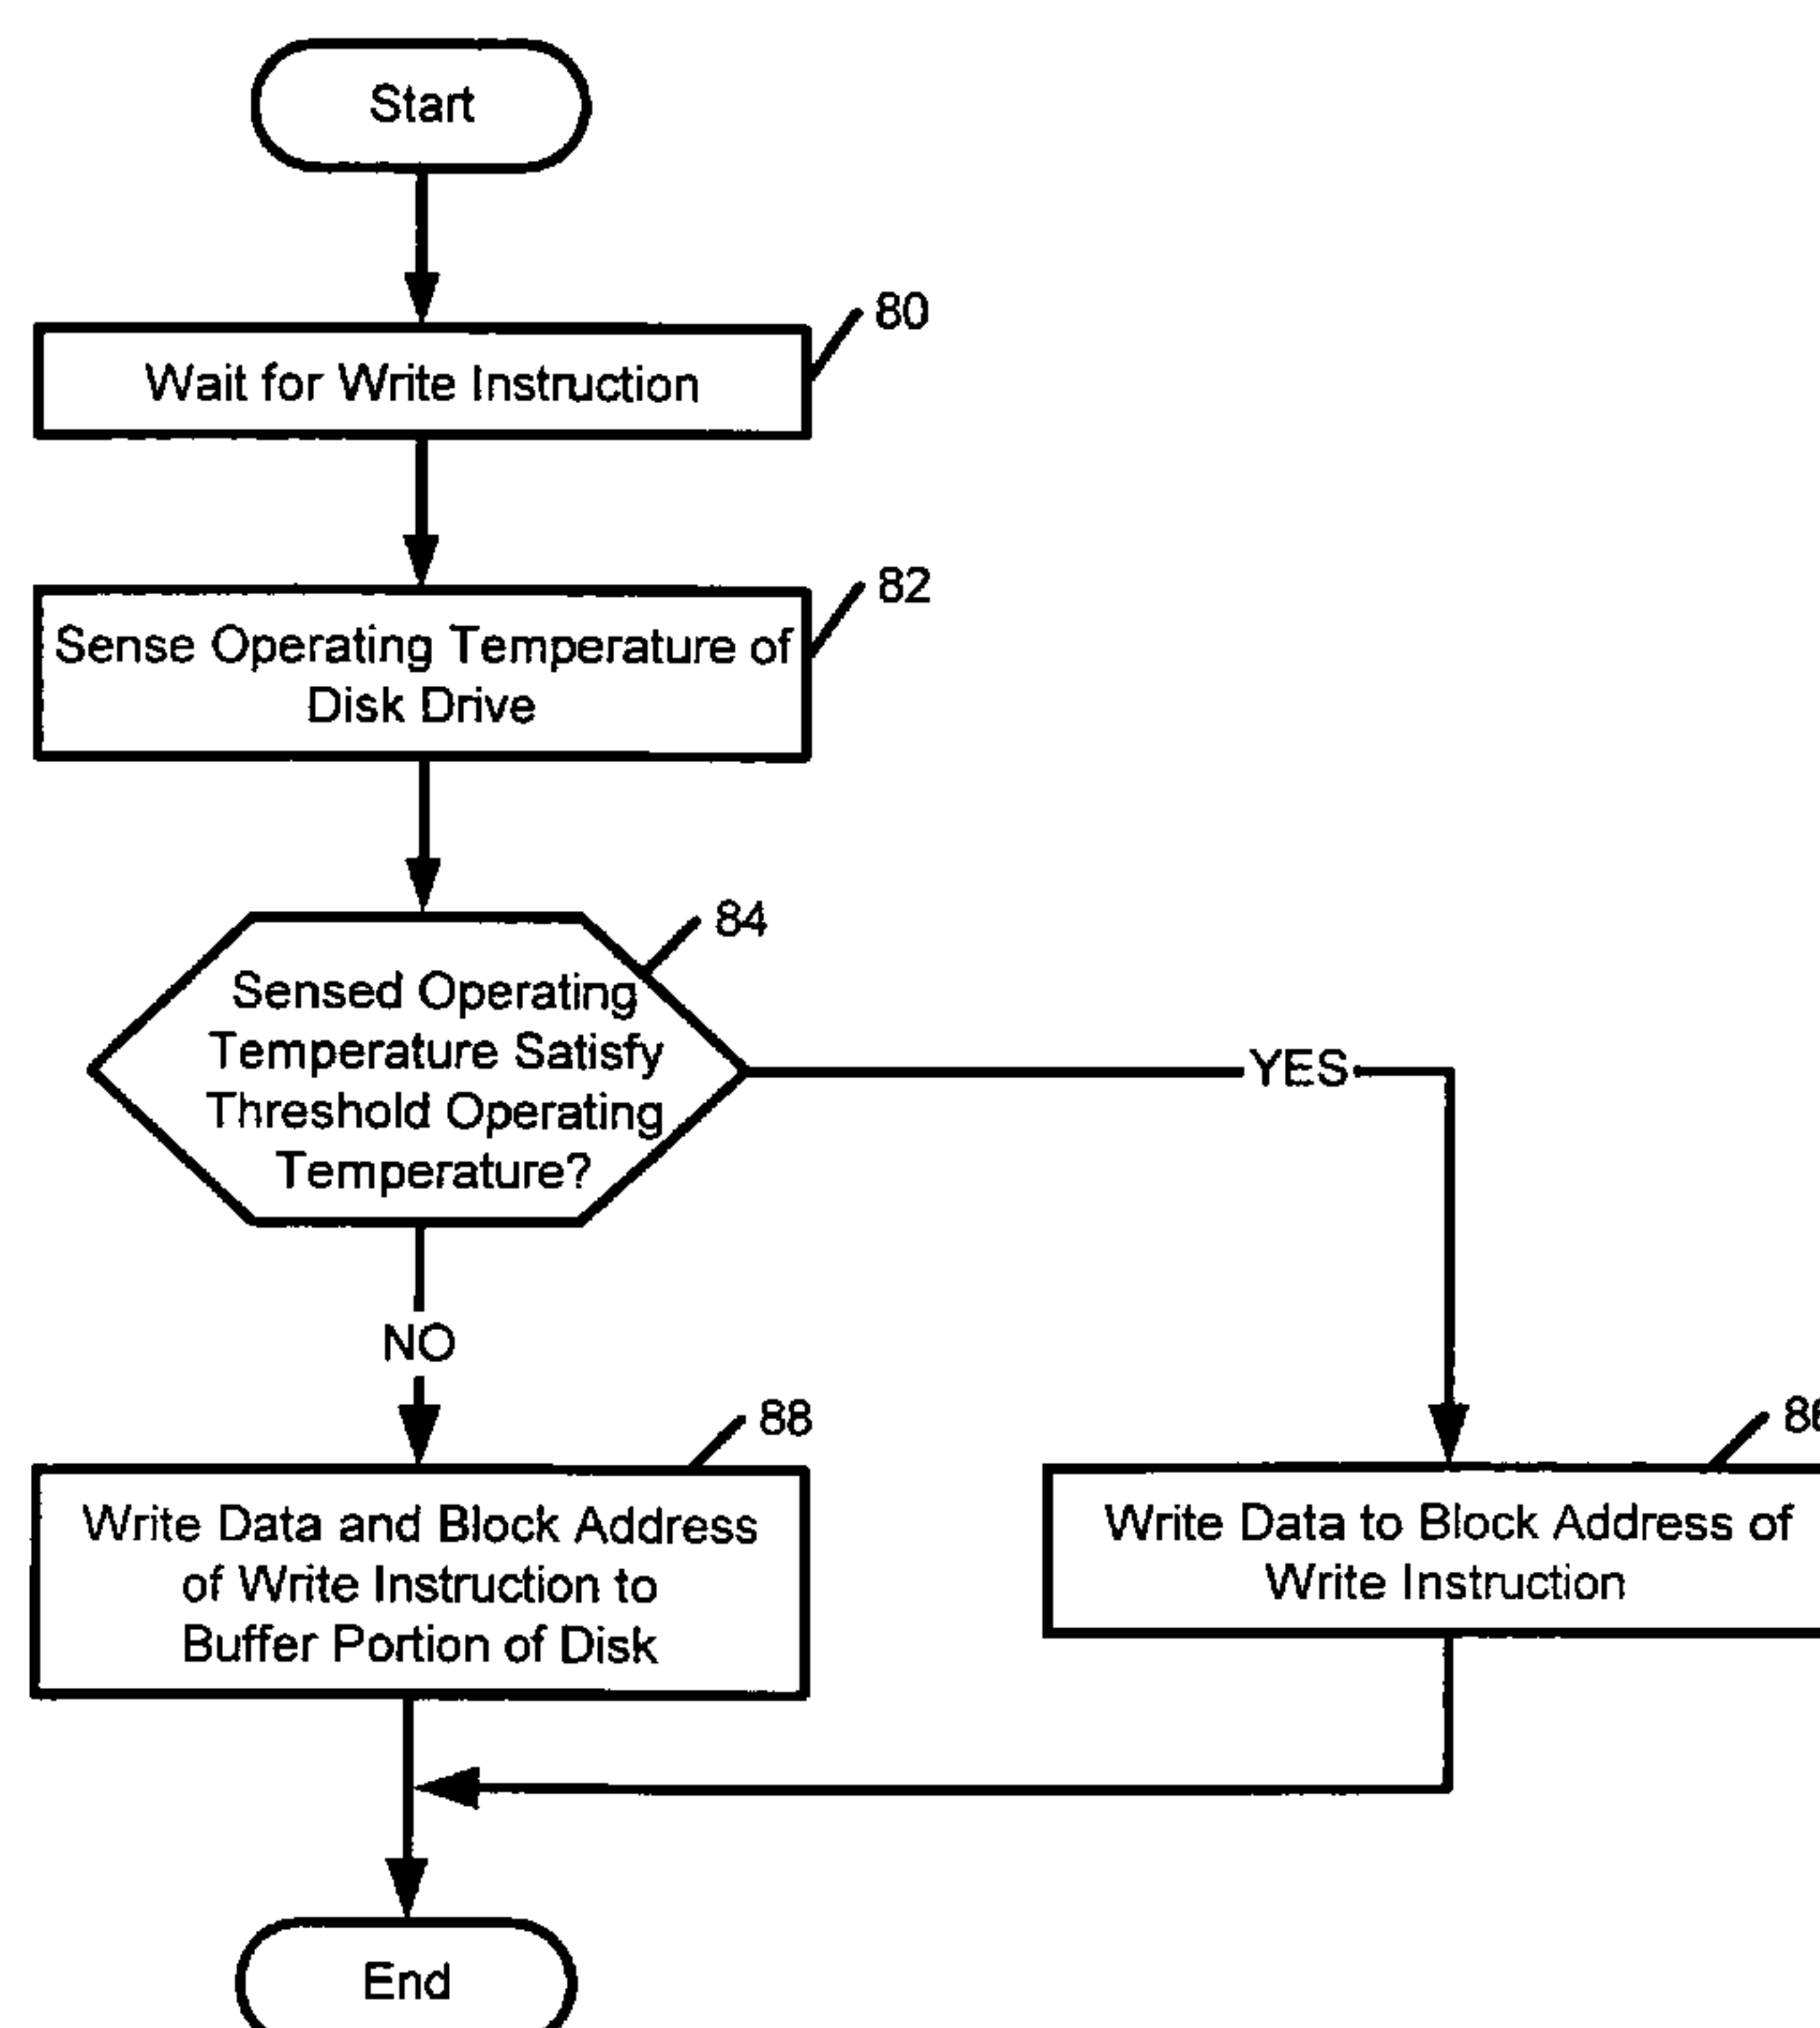 Start
80
Wait for Write Instruction
82
Sense Operating Temperature of
Disk Drive
84
Sensed Operating
Temperature Satisfy
Threshold Operating
Temperature?
YES
NO
88
Write Data and Block Address
of Write Instruction to
Buffer Portion of Disk
Write Data to Block Address of
Write Instruction
End